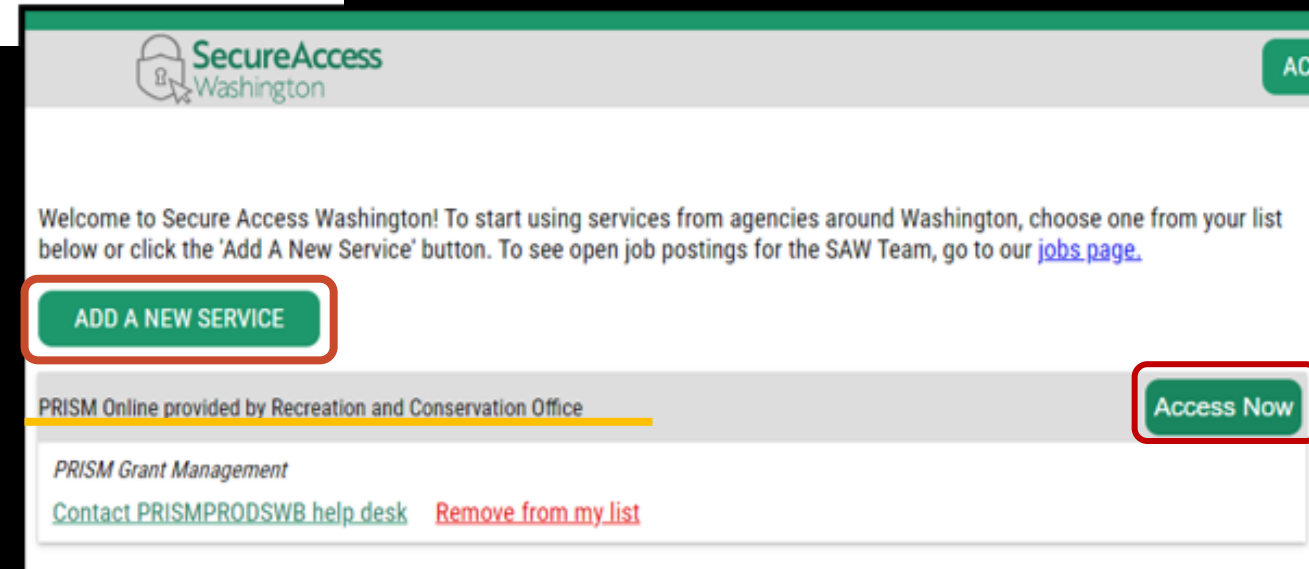 SecureAccess
Washington
AC
Welcome to Secure Access Washington! To start using services from agencies around Washington, choose one from your list
below or click the 'Add A New Service' button. To see open job postings for the SAW Team, go to our jobs page.
ADD A NEW SERVICE
PRISM Online provided by Recreation and Conservation Office
Access Now
PRISM Grant Management
Contact PRISMPRODSWB help desk Remove from my list